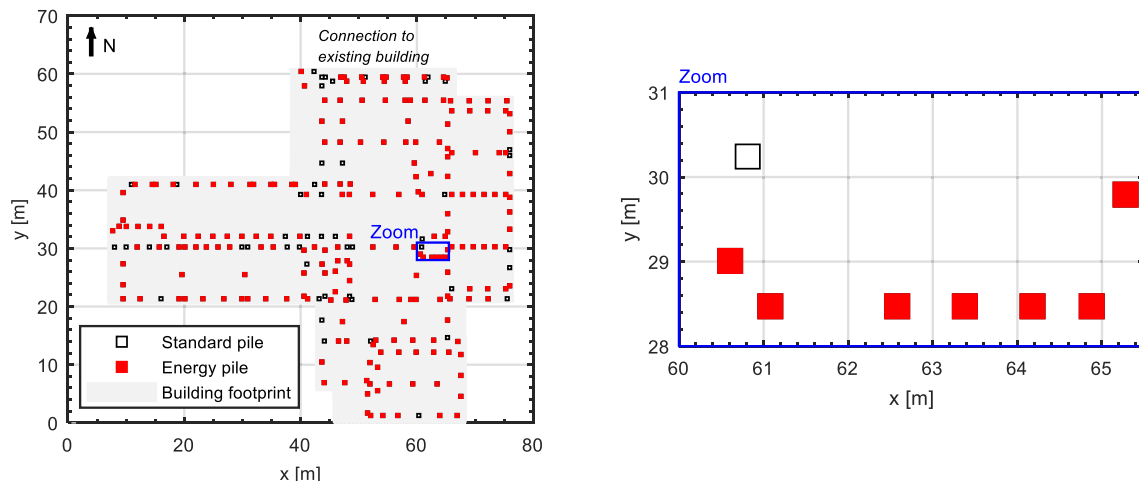 70
60
50
40
30
20
10
0
y [m]
N
Connection to
existing building
Zoom
Standard pile
Energy pile
Building footprint
0
20
40
60
80
x [m]
Zoom
31
30
29
28
y [m]
60
61
62
63
64
65
x [m]